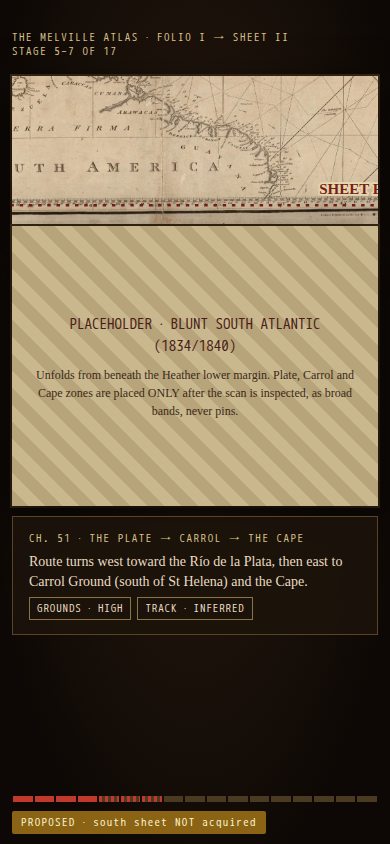 THE MELVILLE ATLAS · FOLIO I → SHEET II
STAGE 5–7 OF 17
CUMANA
ARAWACAS
ERRA FIRMA
GUA
UTH AMERICA
SHEET
PLACEHOLDER · BLUNT SOUTH ATLANTIC
(1834/1840)
Unfolds from beneath the Heather lower margin. Plate, Carrol and
Cape zones are placed ONLY after the scan is inspected, as broad
bands, never pins.
CH. 51 · THE PLATE → CARROL → THE CAPE
Route turns west toward the Río de la Plata, then east to
Carrol Ground (south of St Helena) and the Cape.
GROUNDS · HIGH
TRACK · INFERRED
PROPOSED · south sheet NOT acquired